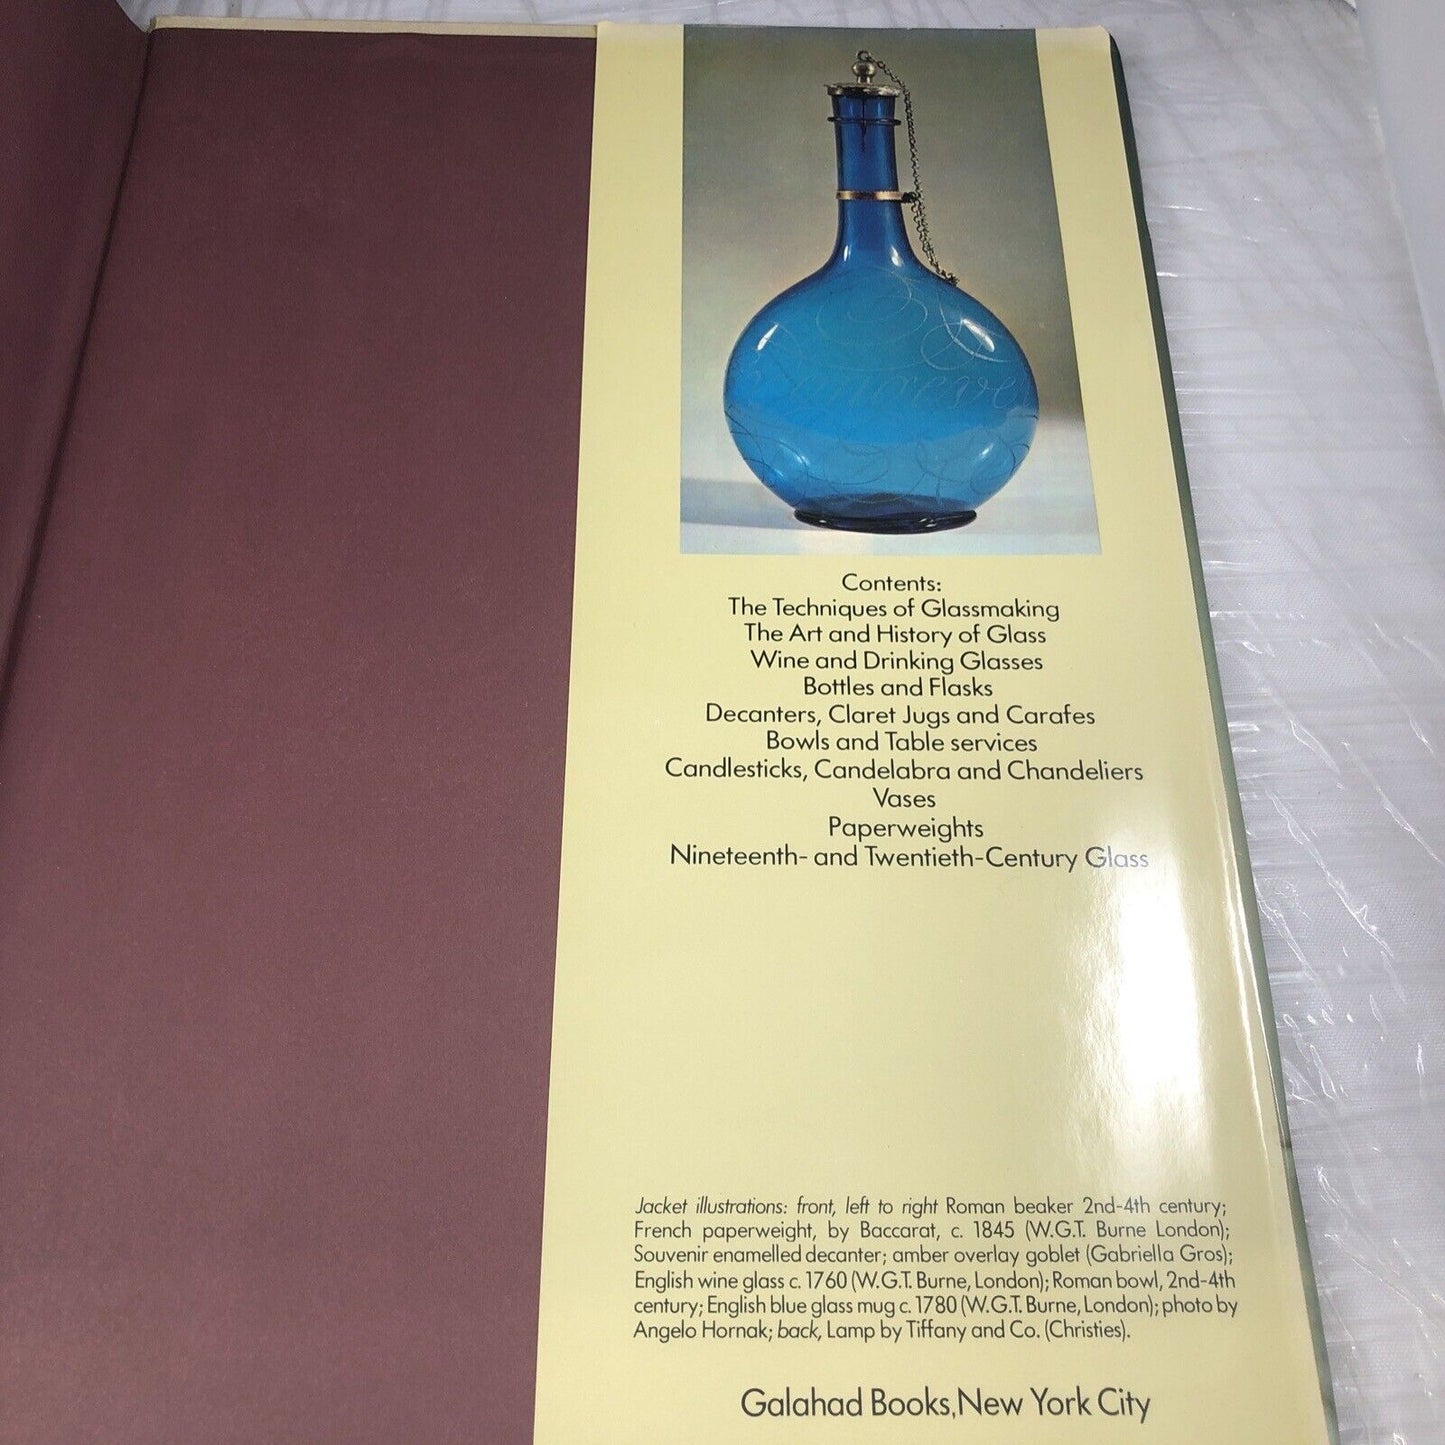 Contents:
The Techniques of Glassmaking
The Art and History of Glass
Wine and Drinking Glasses
Bottles and Flasks
Decanters, Claret Jugs and Carafes
Bowls and Table services
Candlesticks, Candelabra and Chandeliers
Vases
Paperweights
Nineteenth- and Twentieth-Century Glass
Jacket illustrations: front, left to right Roman beaker 2nd-4th century;
French paperweight, by Baccarat, c. 1845 (W.G.T. Burne London);
Souvenir enamelled decanter; amber overlay goblet (Gabriella Gros);
English wine glass c. 1760 (W.G.T. Burne, London); Roman bowl, 2nd-4th
century; English blue glass mug c. 1780 (W.G.T. Burne, London); photo by
Angelo Hornak; back, Lamp by Tiffany and Co. (Christies).
Galahad Books, New York City